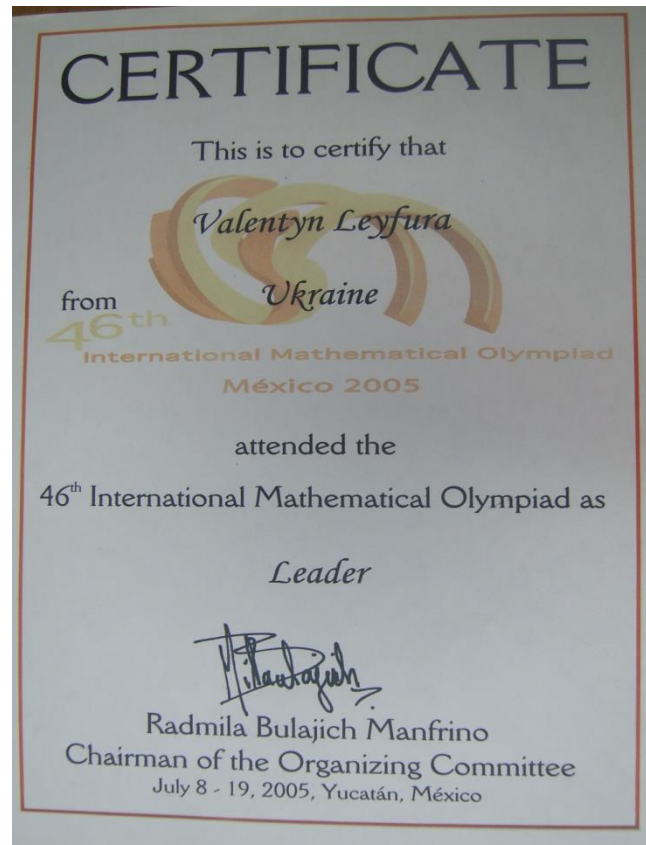 CERTIFICATE
This is to certify that
Valentyn Leyfura
from Ukraine
46th
International Mathematical Olympiad
México 2005
attended the
46th International Mathematical Olympiad as
Leader
Radmila Bulajich Manfrino
Chairman of the Organizing Committee
July 8 - 19, 2005, Yucatán, México